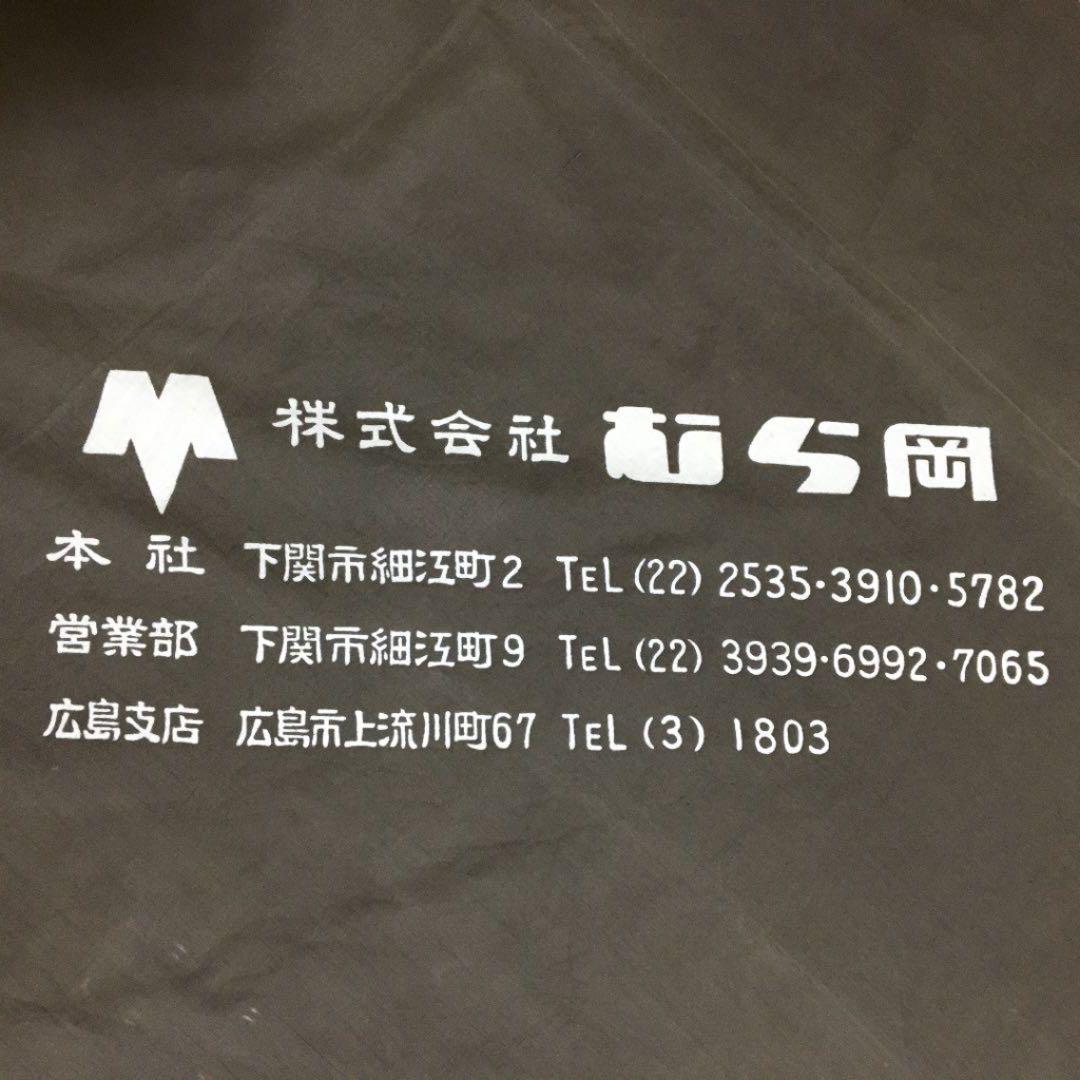 株式会社 むら岡
本社 下関市細江町2 TEL (22) 2535・3910・5782
営業部 下関市細江町9 TEL (22) 3939・6992・7065
広島支店 広島市上流川町67 TEL (3) 1803